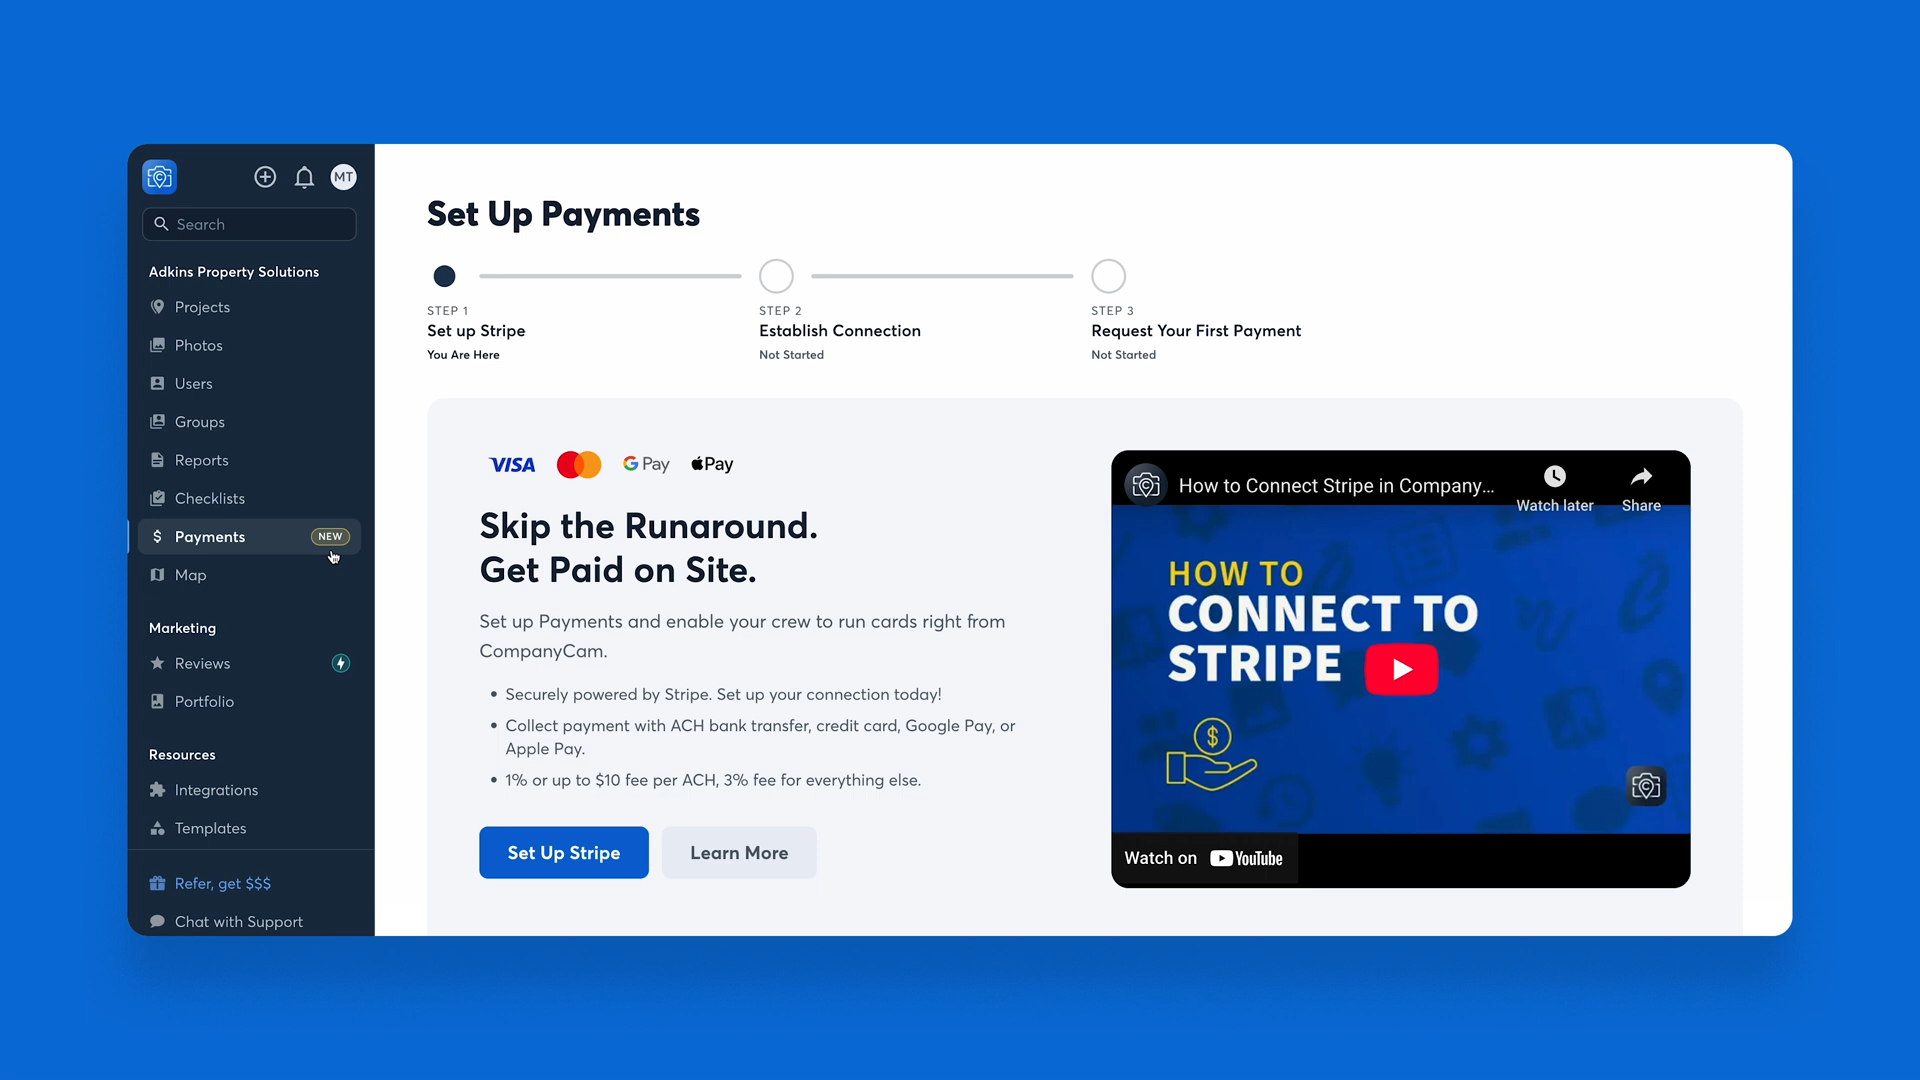 MT
Search
Adkins Property Solutions
Projects
Photos
Users
Groups
Reports
Checklists
Payments NEW
Map
Marketing
Reviews
Portfolio
Resources
Integrations
Templates
Refer, get $$$
Chat with Support
Set Up Payments
STEP 1
Set up Stripe
You Are Here
STEP 2
Establish Connection
Not Started
STEP 3
Request Your First Payment
Not Started
VISA G Pay Pay
Skip the Runaround.
Get Paid on Site.
Set up Payments and enable your crew to run cards right from
CompanyCam.
• Securely powered by Stripe. Set up your connection today!
• Collect payment with ACH bank transfer, credit card, Google Pay, or
Apple Pay.
• 1% or up to $10 fee per ACH, 3% fee for everything else.
Set Up Stripe
Learn More
How to Connect Stripe in Company...
Watch later
Share
HOW TO
CONNECT TO
STRIPE
$
Watch on YouTube